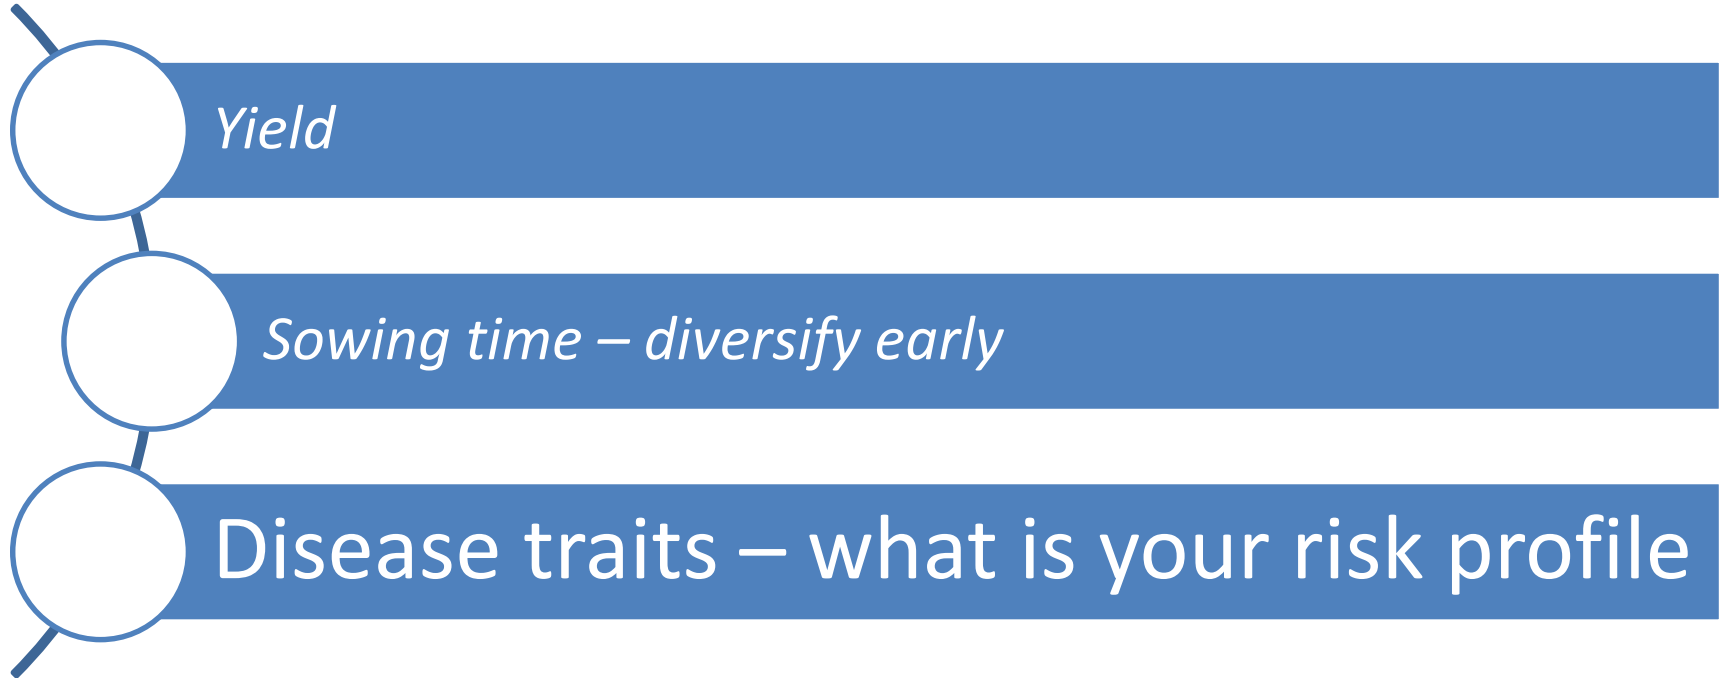 Yield
Sowing time – diversify early
Disease traits – what is your risk profile